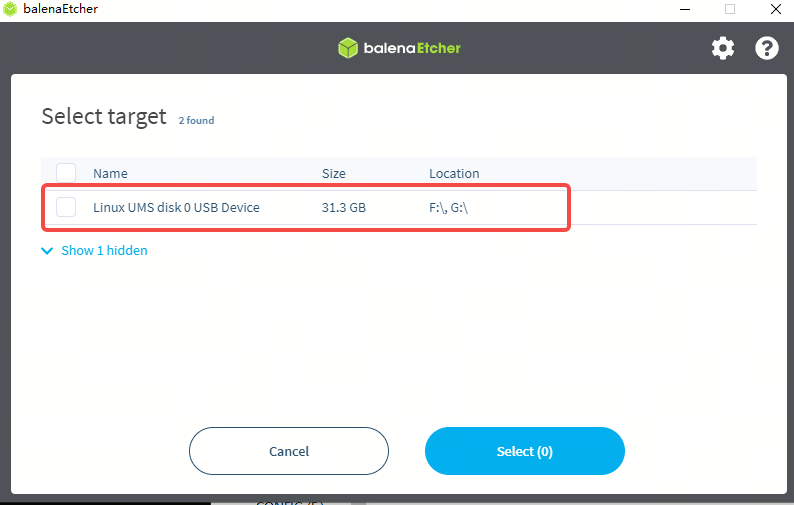 balenaEtcher
balenaEtcher
Select target 2 found
Name Size Location
Linux UMS disk 0 USB Device 31.3 GB F:\, G:\
Show 1 hidden
Cancel Select (0)